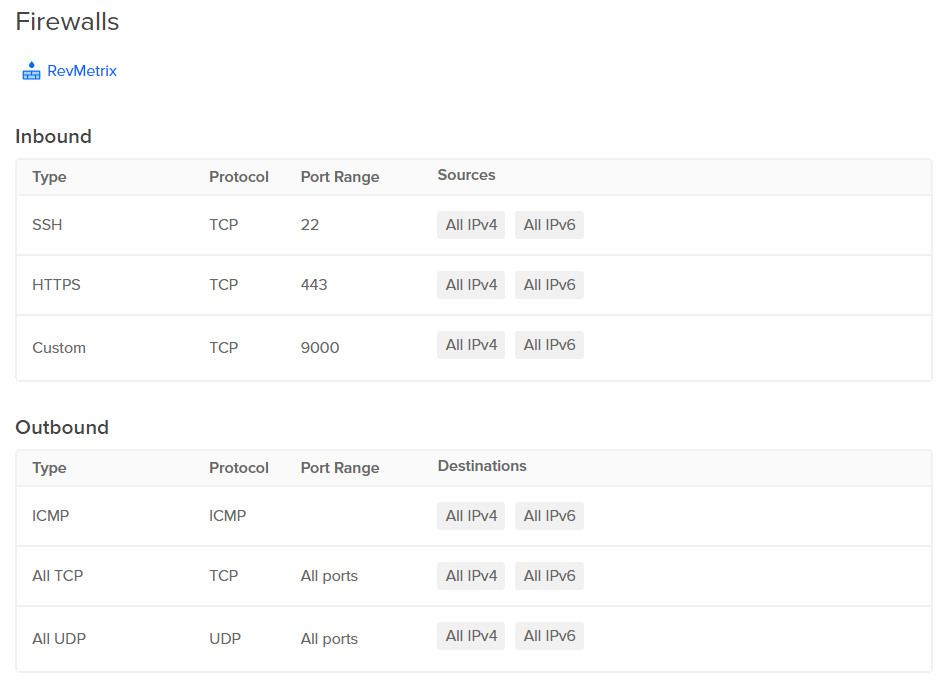 Firewalls
RevMetrix
Inbound
Type Protocol Port Range Sources
SSH TCP 22 All IPv4 All IPv6
HTTPS TCP 443 All IPv4 All IPv6
Custom TCP 9000 All IPv4 All IPv6
Outbound
Type Protocol Port Range Destinations
ICMP ICMP All IPv4 All IPv6
All TCP TCP All ports All IPv4 All IPv6
All UDP UDP All ports All IPv4 All IPv6